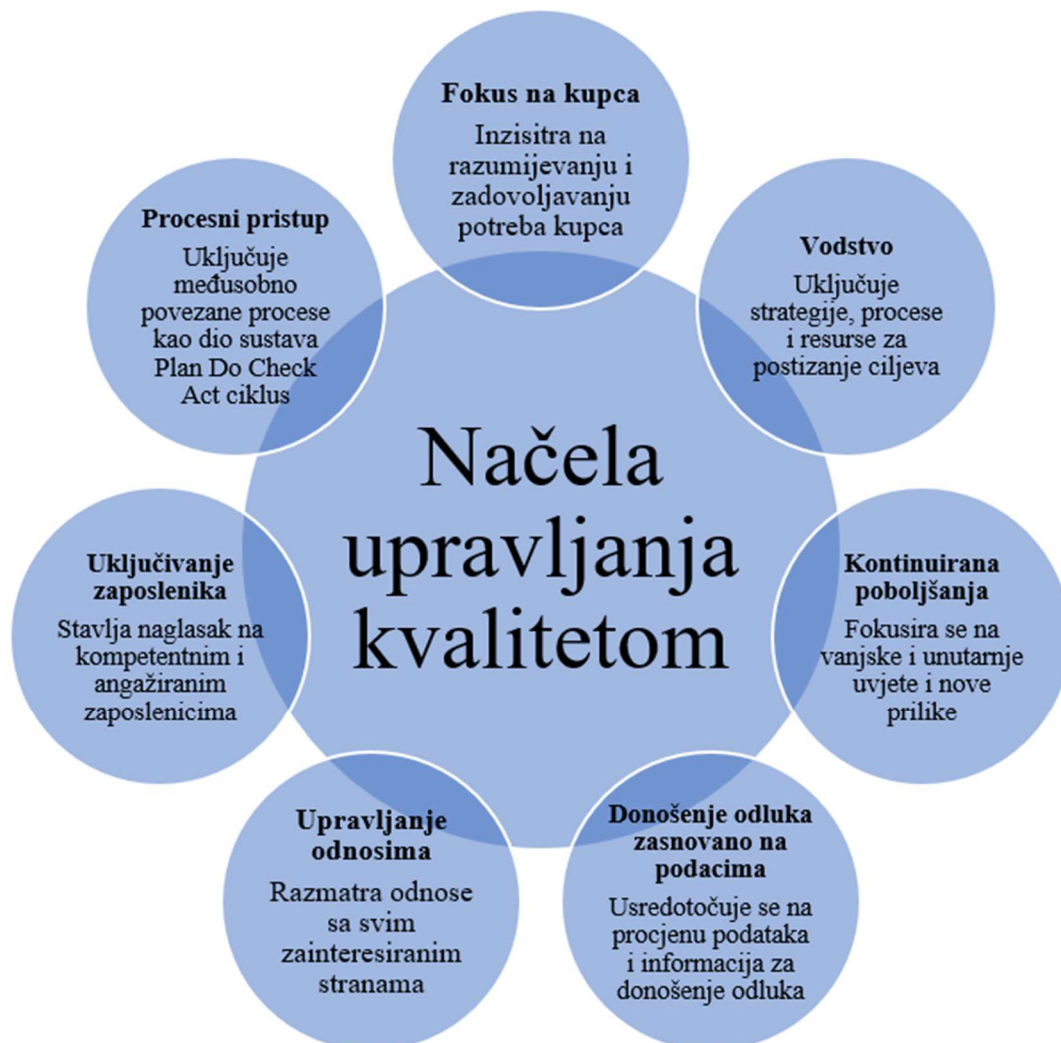 Fokus na kupca
Inzisitra na
razumijevanju i
zadovoljavanju
potreba kupca
Vodstvo
Uključuje
strategije, procese
i resurse za
postizanje ciljeva
Kontinuirana
poboljšanja
Fokusira se na
vanjske i unutarnje
uvjete i nove
prilike
Donošenje odluka
zasnovano na
podacima
Usredotočuje se na
procjenu podataka
i informacija za
donošenje odluka
Upravljanje
odnosima
Razmatra odnose
sa svim
zainteresiranim
stranama
Uključivanje
zaposlenika
Stavlja naglasak na
kompetentnim i
angažiranim
zaposlenicima
Procesni pristup
Uključuje
međusobno
povezane procese
kao dio sustava
Plan Do Check
Act ciklus
Načela
upravljanja
kvalitetom